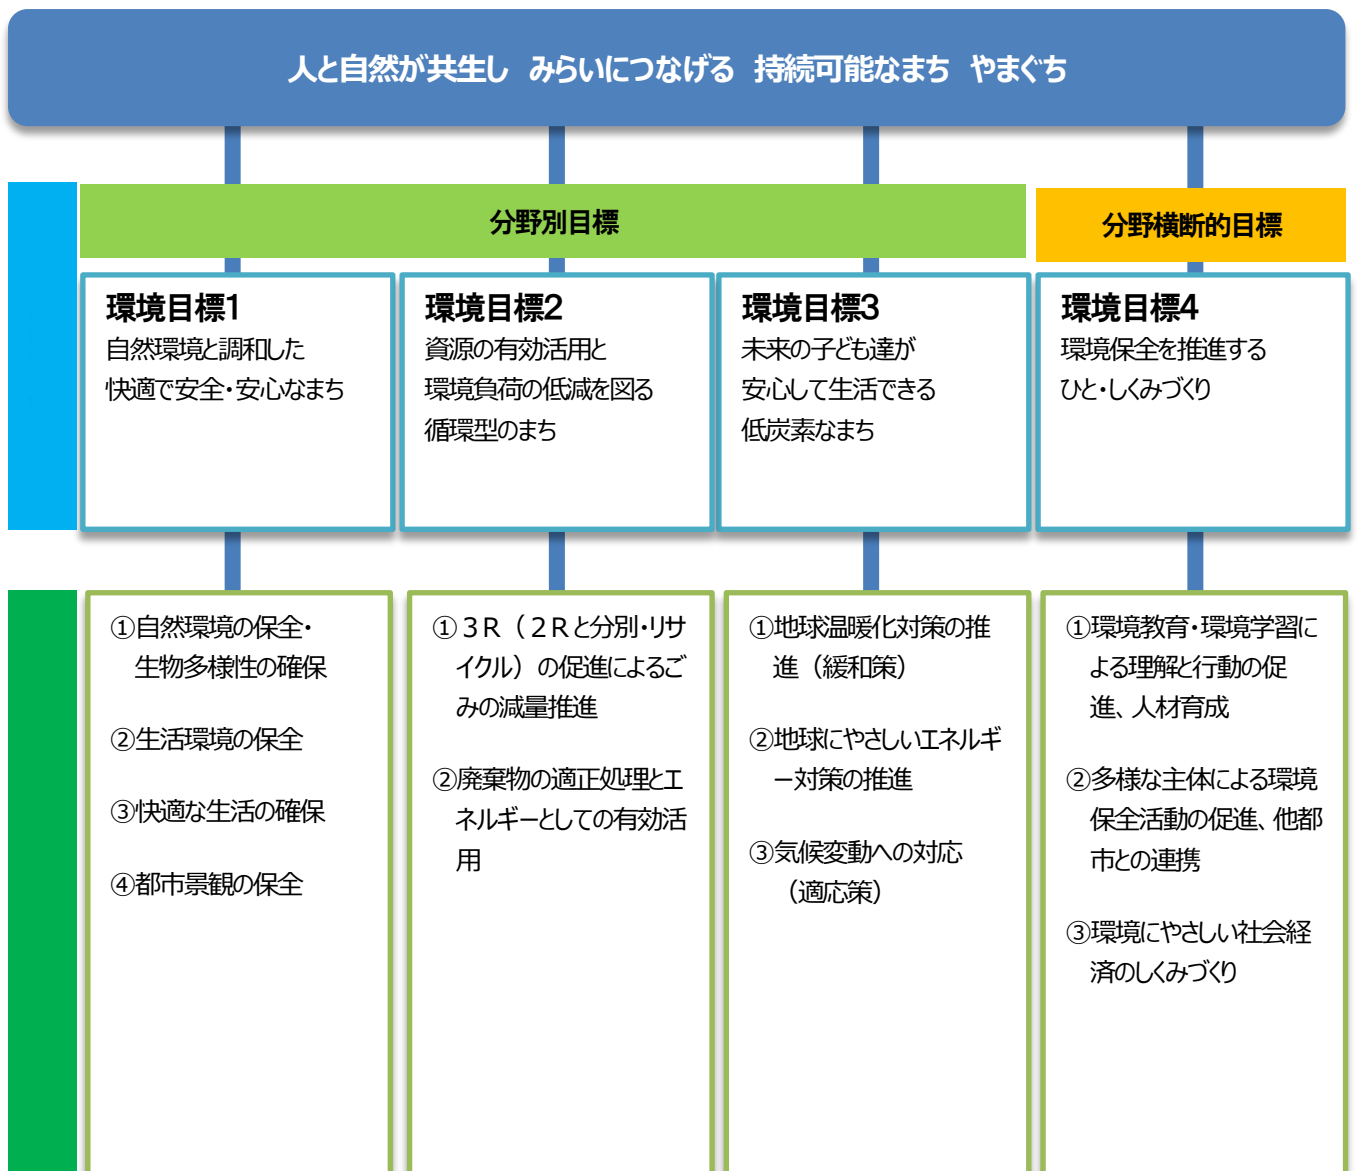 人と自然が共生し　みらいにつなげる　持続可能なまち　やまぐち
分野別目標
分野横断的目標
環境目標1
自然環境と調和した
快適で安全・安心なまち
環境目標2
資源の有効活用と
環境負荷の低減を図る
循環型のまち
環境目標3
未来の子ども達が
安心して生活できる
低炭素なまち
環境目標4
環境保全を推進する
ひと・しくみづくり
①自然環境の保全・
生物多様性の確保
②生活環境の保全
③快適な生活の確保
④都市景観の保全
①３Ｒ（２Ｒと分別・リサ
イクル）の促進によるご
みの減量推進
②廃棄物の適正処理とエ
ネルギーとしての有効活
用
①地球温暖化対策の推
進（緩和策）
②地球にやさしいエネルギ
ー対策の推進
③気候変動への対応
（適応策）
①環境教育・環境学習に
よる理解と行動の促
進、人材育成
②多様な主体による環境
保全活動の促進、他都
市との連携
③環境にやさしい社会経
済のしくみづくり